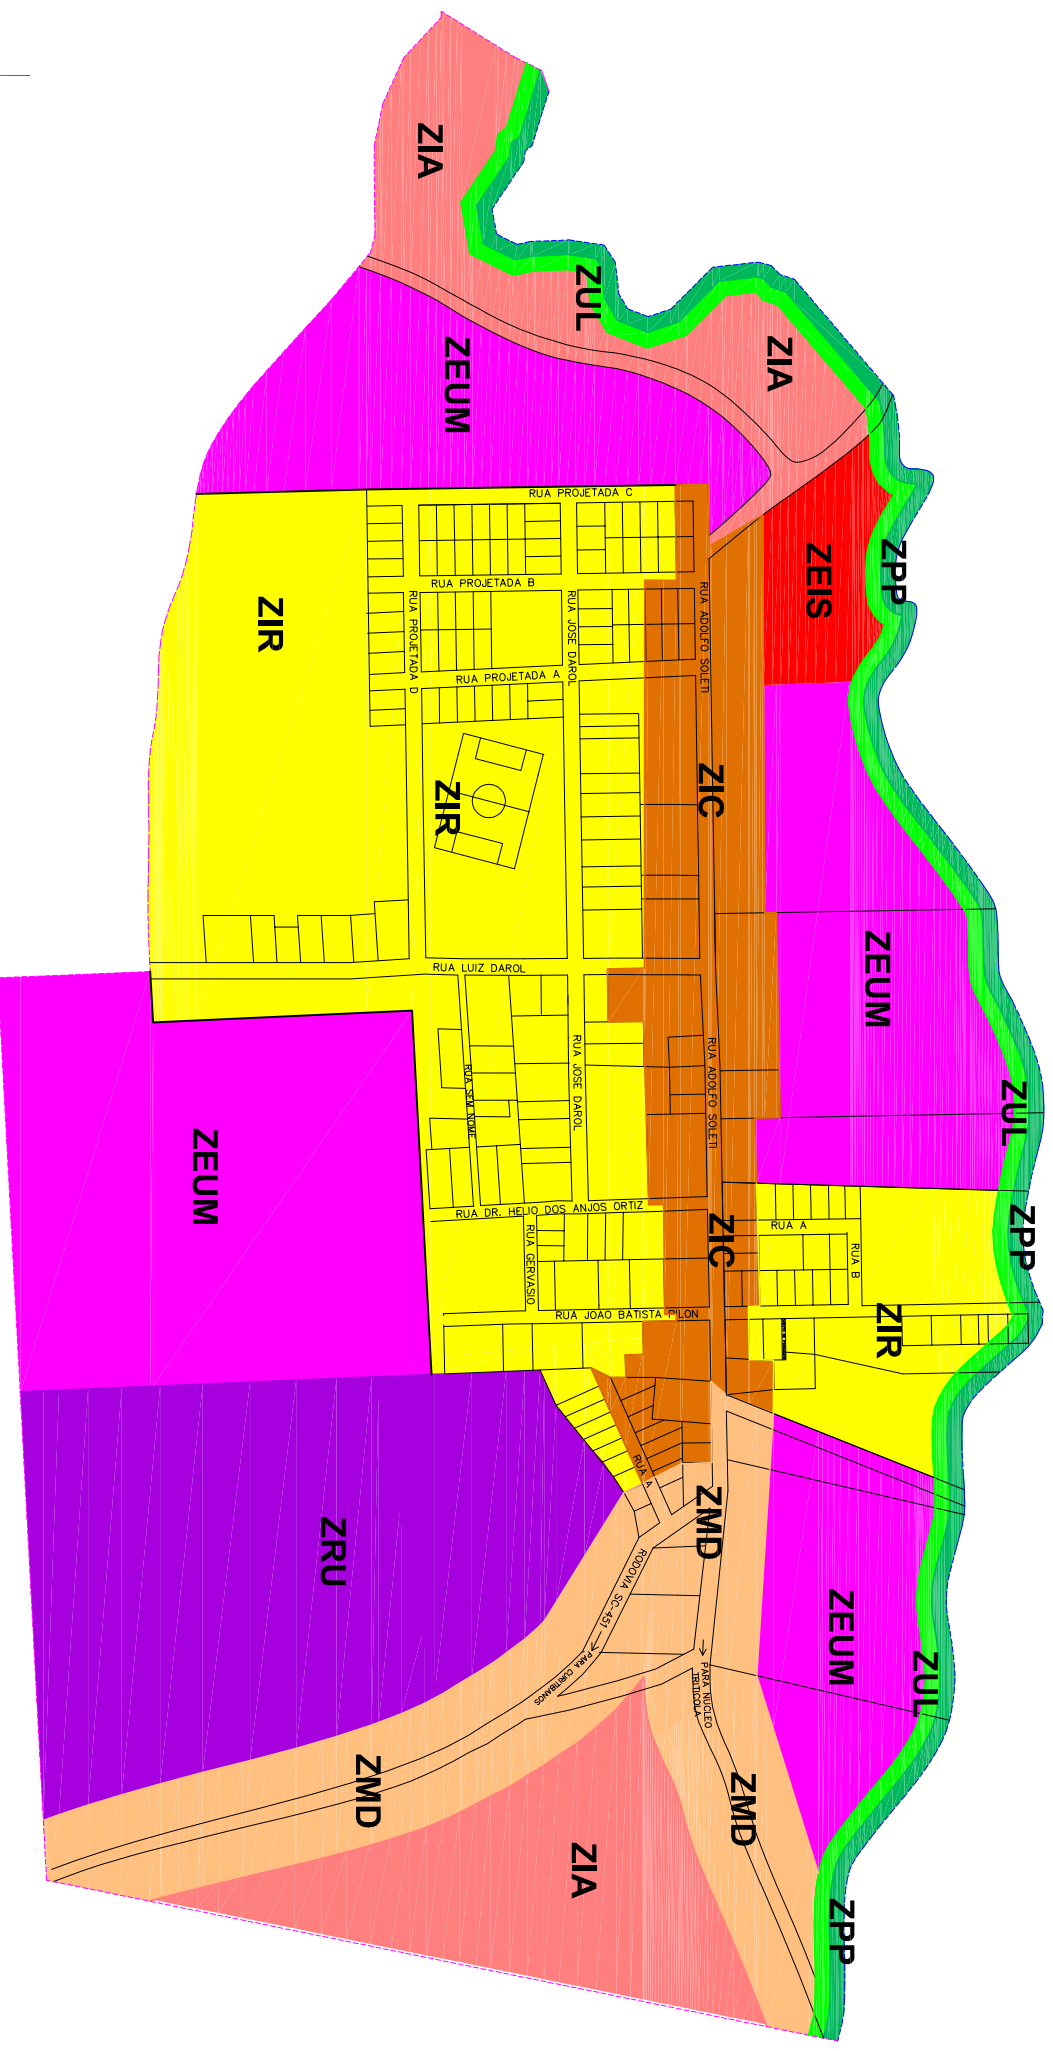 ZIA
ZUL
ZIA
ZEUM
RUA PROJETADA C
ZPP
ZEIS
RUA PROJETADA B
RUA ADOLFO SOLETI
RUA JOSE DAROL
RUA PROJETADA D
ZIR
RUA PROJETADA A
ZIC
ZIR
ZEUM
RUA LUIZ DAROL
RUA ADOLFO SOLETI
RUA JOSE DAROL
RUA SEM NOME
ZUL
ZEUM
RUA DR. HELIO DOS ANJOS ORTIZ
ZPP
ZIC
RUA A
RUA B
RUA GERVASIO
RUA JOAO BATISTA PILON
ZIR
RUA A
ZMD
ZRU
RODOVIA SC-451
PARA CURITIBANOS
PARA NUCLEO
TRITICOLA
ZEUM
ZUL
ZMD
ZMD
ZIA
ZPP